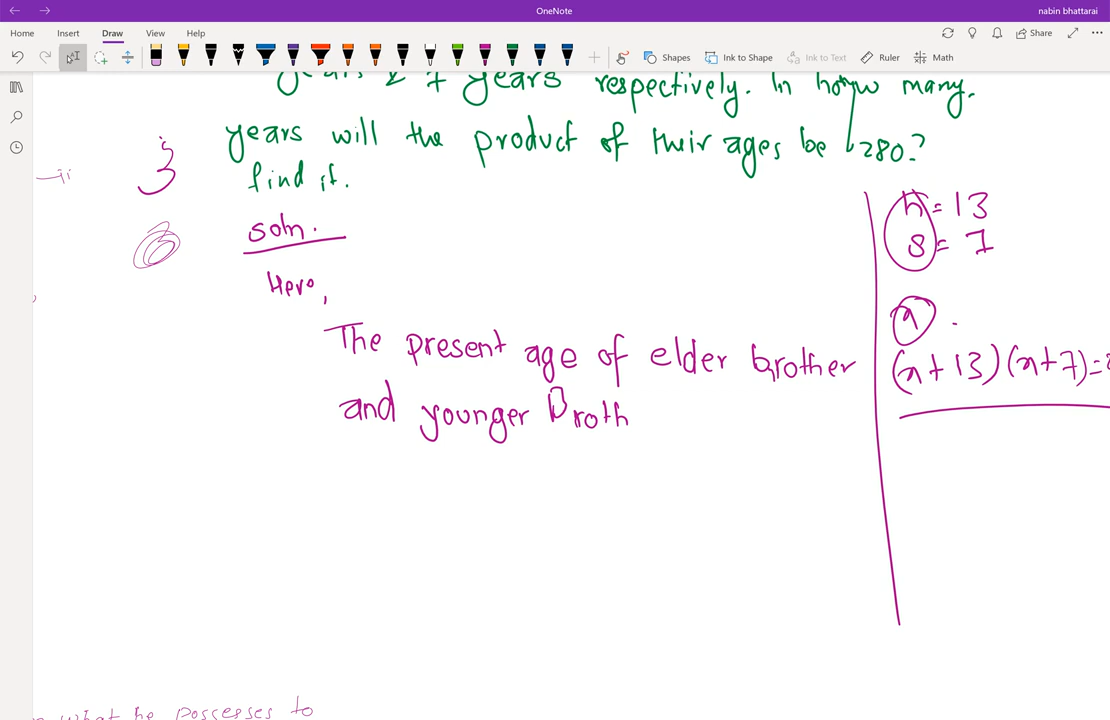 OneNote
nabin bhattarai
Home Insert Draw View Help
Share
Shapes Ink to Shape Ink to Text Ruler Math
years & 7 years respectively. In how many.
years will the product of their ages be 280?
find it.
3
soln.
Here,
The present age of elder brother
and younger Broth
h = 13
s = 7
x
(x+13)(x+7)=
what he possesses to